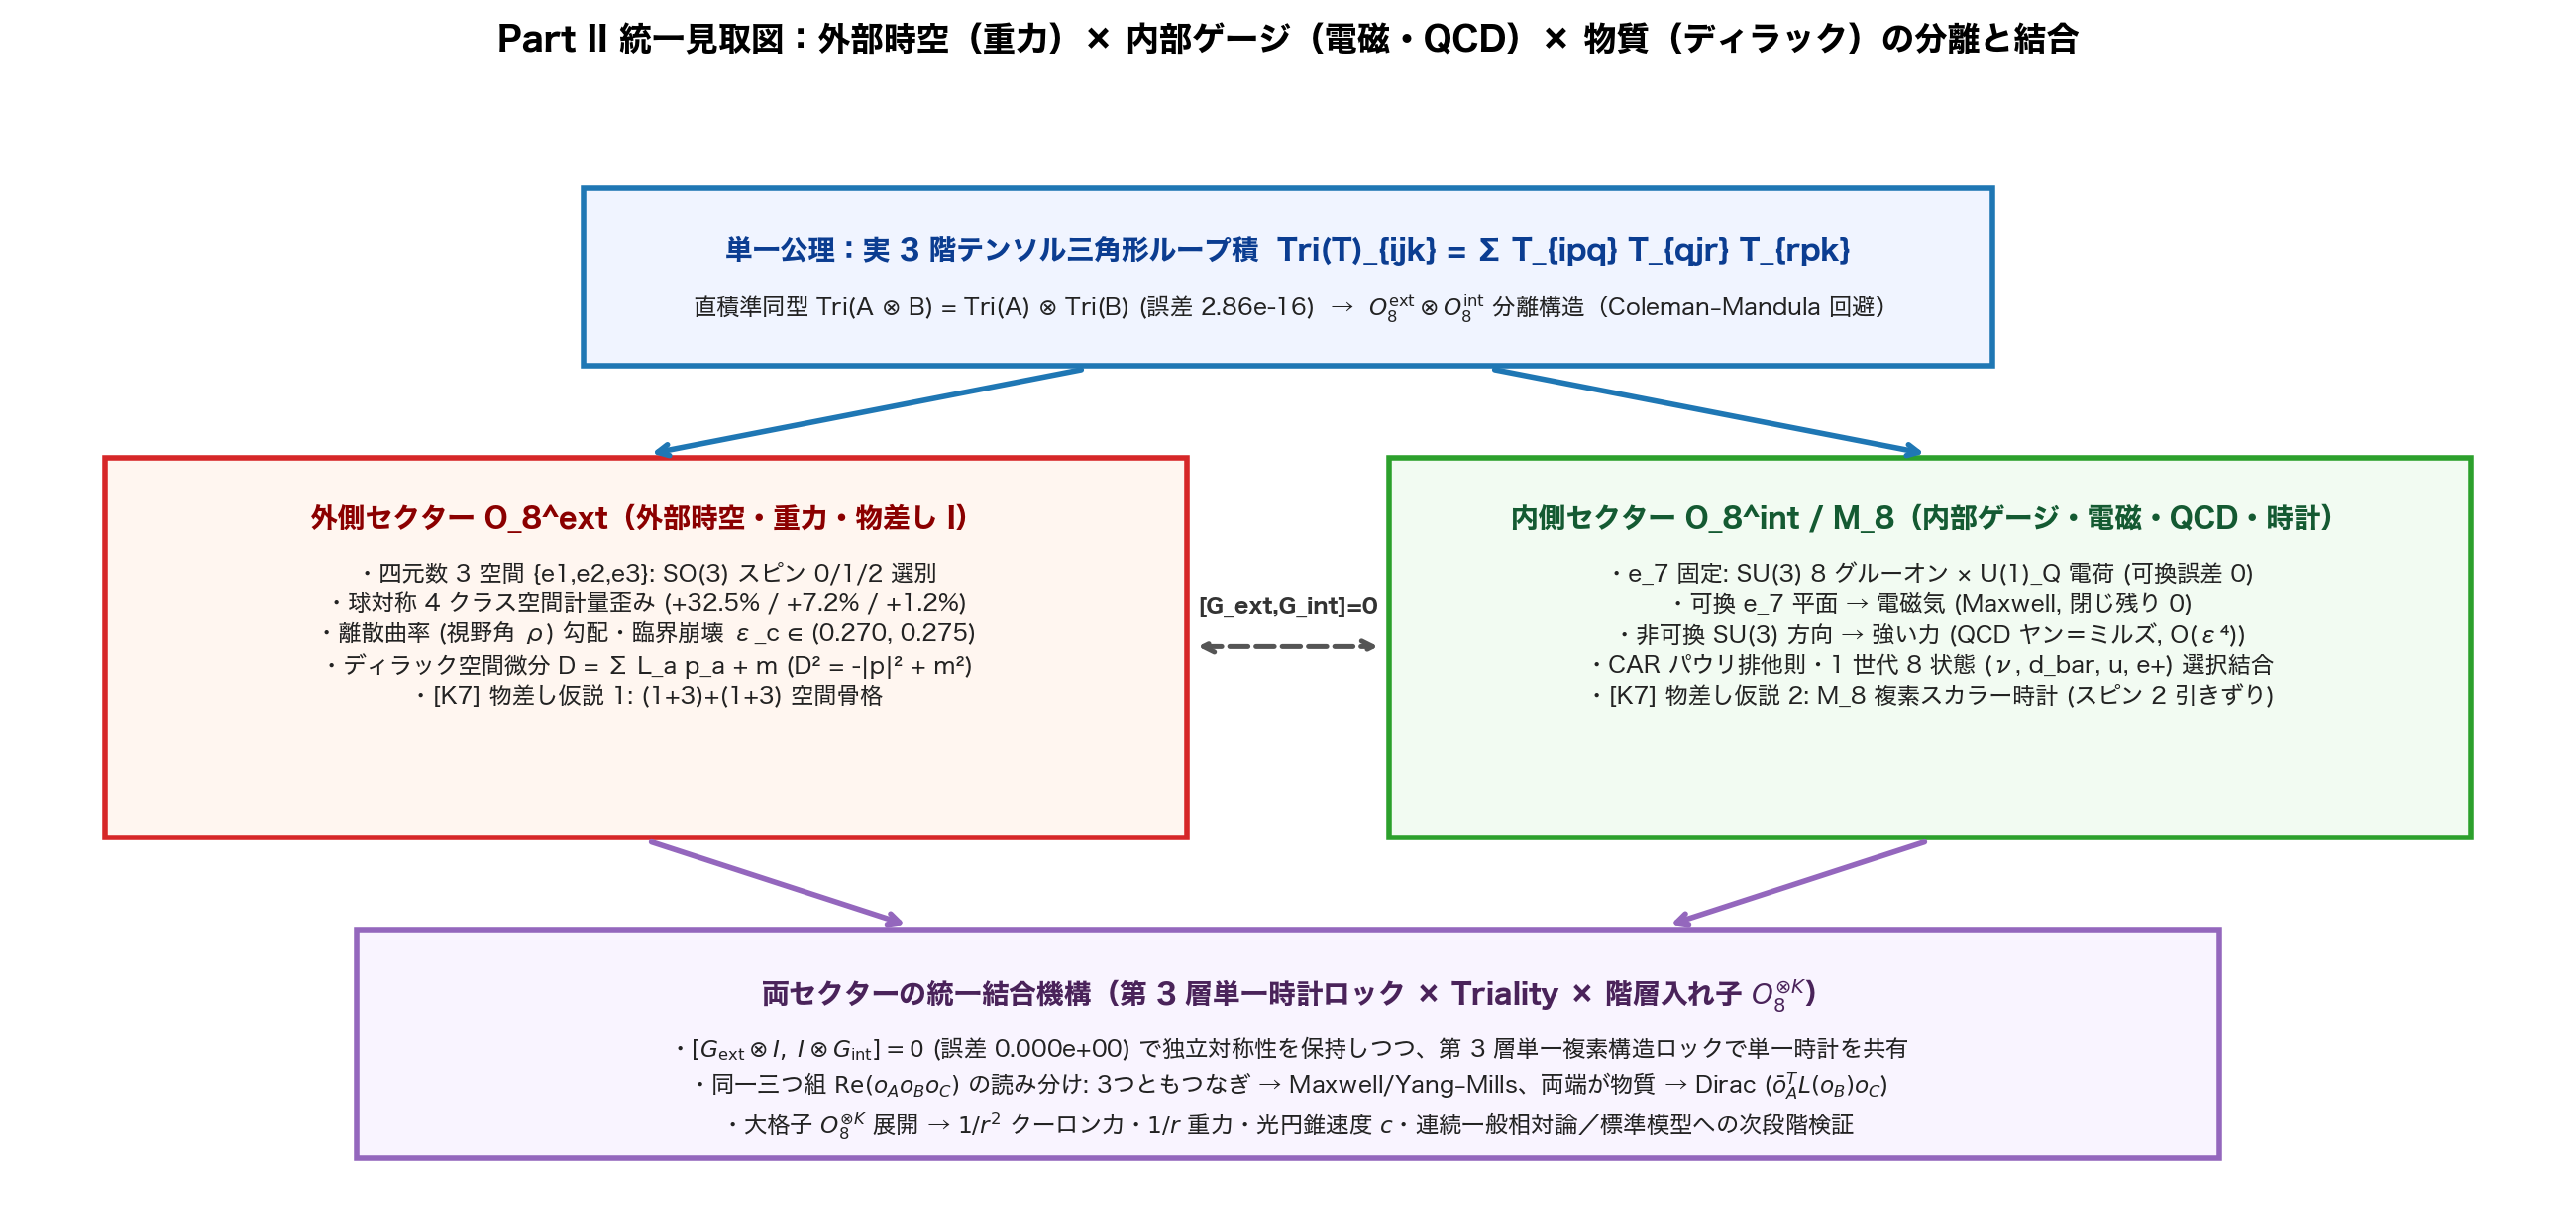 Part II 統一見取図：外部時空（重力）× 内部ゲージ（電磁・QCD）× 物質（ディラック）の分離と結合
単一公理：実 3 階テンソル三角形ループ積 Tri(T)_{ijk} = Σ T_{ipq} T_{qjr} T_{rpk}
直積準同型 Tri(A ⊗ B) = Tri(A) ⊗ Tri(B) (誤差 2.86e-16) → O_8^ext ⊗ O_8^int 分離構造（Coleman–Mandula 回避）
外側セクター O_8^ext（外部時空・重力・物差し I）
・四元数 3 空間 {e1,e2,e3}: SO(3) スピン 0/1/2 選別
・球対称 4 クラス空間計量歪み (+32.5% / +7.2% / +1.2%)
・離散曲率 (視野角 ρ) 勾配・臨界崩壊 ε_c ∈ (0.270, 0.275)
・ディラック空間微分 D = Σ L_a p_a + m (D² = -|p|² + m²)
・[K7] 物差し仮説 1: (1+3)+(1+3) 空間骨格
[G_ext,G_int]=0
内側セクター O_8^int / M_8（内部ゲージ・電磁・QCD・時計）
・e_7 固定: SU(3) 8 グルーオン × U(1)_Q 電荷 (可換誤差 0)
・可換 e_7 平面 → 電磁気 (Maxwell, 閉じ残り 0)
・非可換 SU(3) 方向 → 強い力 (QCD ヤン＝ミルズ, O(ε⁴))
・CAR パウリ排他則・1 世代 8 状態 (ν, d_bar, u, e+) 選択結合
・[K7] 物差し仮説 2: M_8 複素スカラー時計 (スピン 2 引きずり)
両セクターの統一結合機構（第 3 層単一時計ロック × Triality × 階層入れ子 O_8^{⊗K}）
・[G_ext ⊗ I, I ⊗ G_int] = 0 (誤差 0.000e+00) で独立対称性を保持しつつ、第 3 層単一複素構造ロックで単一時計を共有
・同一三つ組 Re(o_A o_B o_C) の読み分け: 3つともつなぎ → Maxwell/Yang–Mills、両端が物質 → Dirac (ō_A^T L(o_B) o_C)
・大格子 O_8^{⊗K} 展開 → 1/r² クーロン力・1/r 重力・光円錐速度 c・連続一般相対論／標準模型への次段階検証